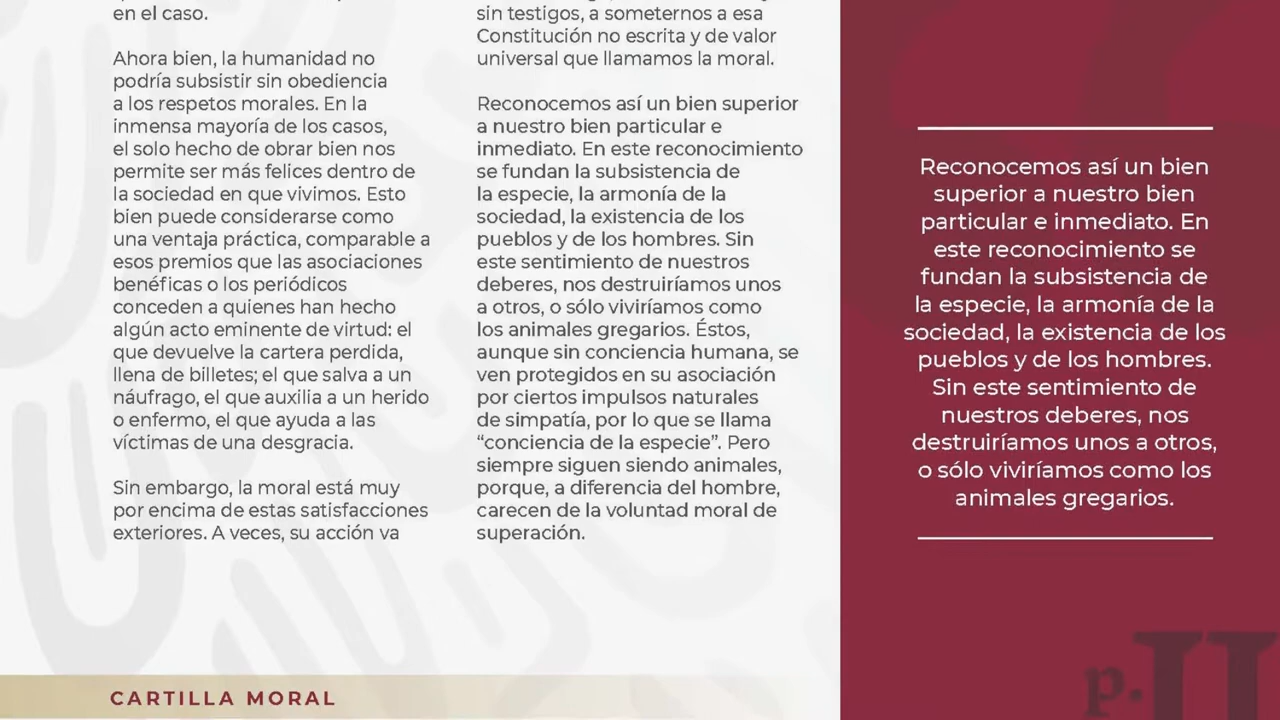 en el caso.
Ahora bien, la humanidad no
podría subsistir sin obediencia
a los respetos morales. En la
inmensa mayoría de los casos,
el solo hecho de obrar bien nos
permite ser más felices dentro de
la sociedad en que vivimos. Esto
bien puede considerarse como
una ventaja práctica, comparable a
esos premios que las asociaciones
benéficas o los periódicos
conceden a quienes han hecho
algún acto eminente de virtud: el
que devuelve la cartera perdida,
llena de billetes; el que salva a un
náufrago, el que auxilia a un herido
o enfermo, el que ayuda a las
víctimas de una desgracia.
Sin embargo, la moral está muy
por encima de estas satisfacciones
exteriores. A veces, su acción va
sin testigos, a someternos a esa
Constitución no escrita y de valor
universal que llamamos la moral.
Reconocemos así un bien superior
a nuestro bien particular e
inmediato. En este reconocimiento
se fundan la subsistencia de
la especie, la armonía de la
sociedad, la existencia de los
pueblos y de los hombres. Sin
este sentimiento de nuestros
deberes, nos destruiríamos unos
a otros, o sólo viviríamos como
los animales gregarios. Éstos,
aunque sin conciencia humana, se
ven protegidos en su asociación
por ciertos impulsos naturales
de simpatía, por lo que se llama
“conciencia de la especie”. Pero
siempre siguen siendo animales,
porque, a diferencia del hombre,
carecen de la voluntad moral de
superación.
Reconocemos así un bien
superior a nuestro bien
particular e inmediato. En
este reconocimiento se
fundan la subsistencia de
la especie, la armonía de la
sociedad, la existencia de los
pueblos y de los hombres.
Sin este sentimiento de
nuestros deberes, nos
destruiríamos unos a otros,
o sólo viviríamos como los
animales gregarios.
CARTILLA MORAL
p.